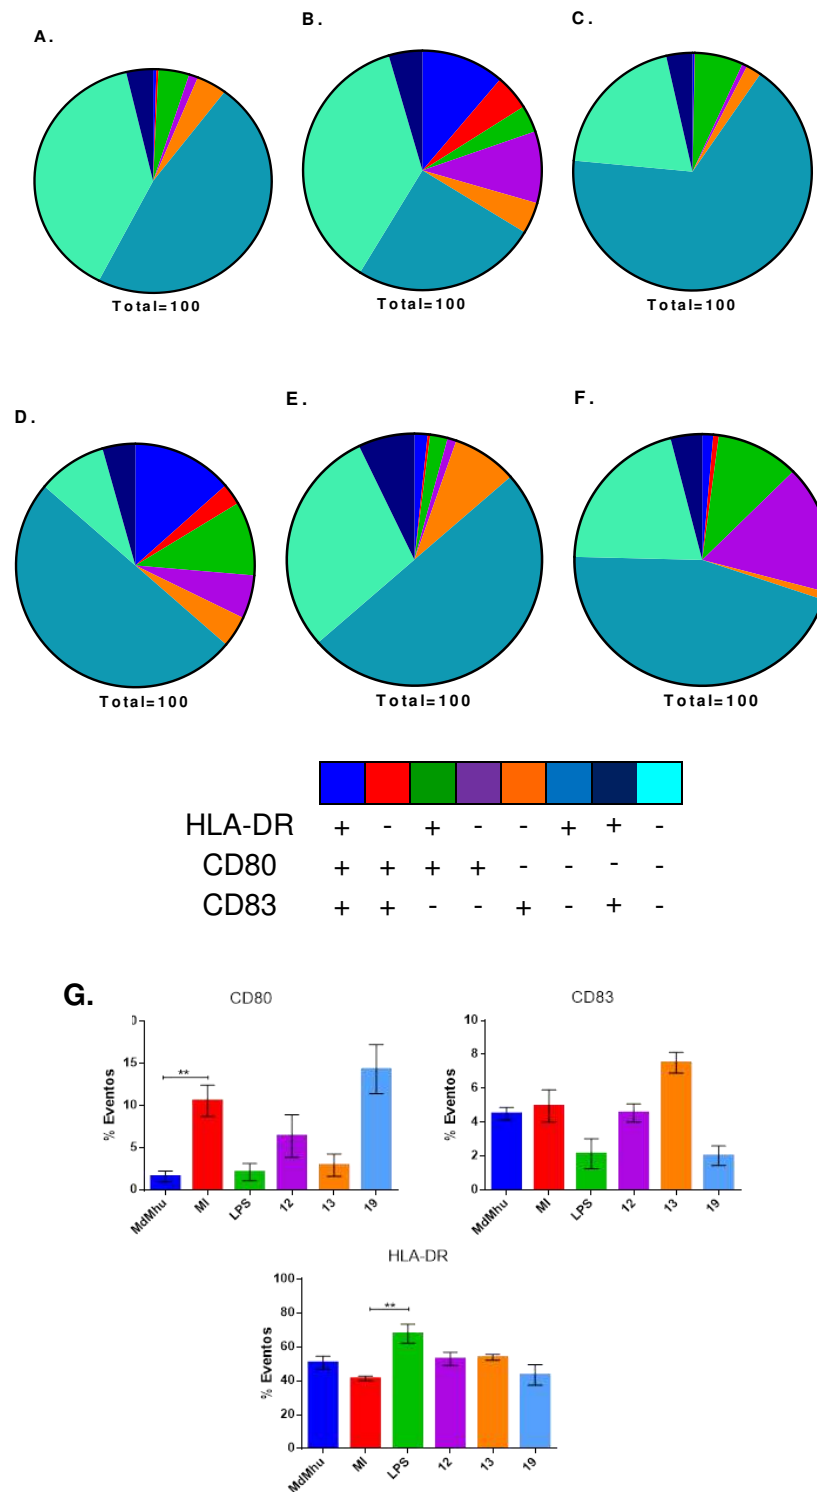 A.
B.
C.
Total=100
Total=100
Total=100
D.
E.
F.
Total=100
Total=100
Total=100
HLA-DR + - + - - + + -
CD80 + + + + - - - -
CD83 + + - - + - + -
G.
CD80
% Eventos
0
15
10
5
0
**
MdMhu MI LPS 12 13 19
CD83
% Eventos
10
8
6
4
2
0
MdMhu MI LPS 12 13 19
HLA-DR
% Eventos
100
80
60
40
20
0
**
MdMhu MI LPS 12 13 19